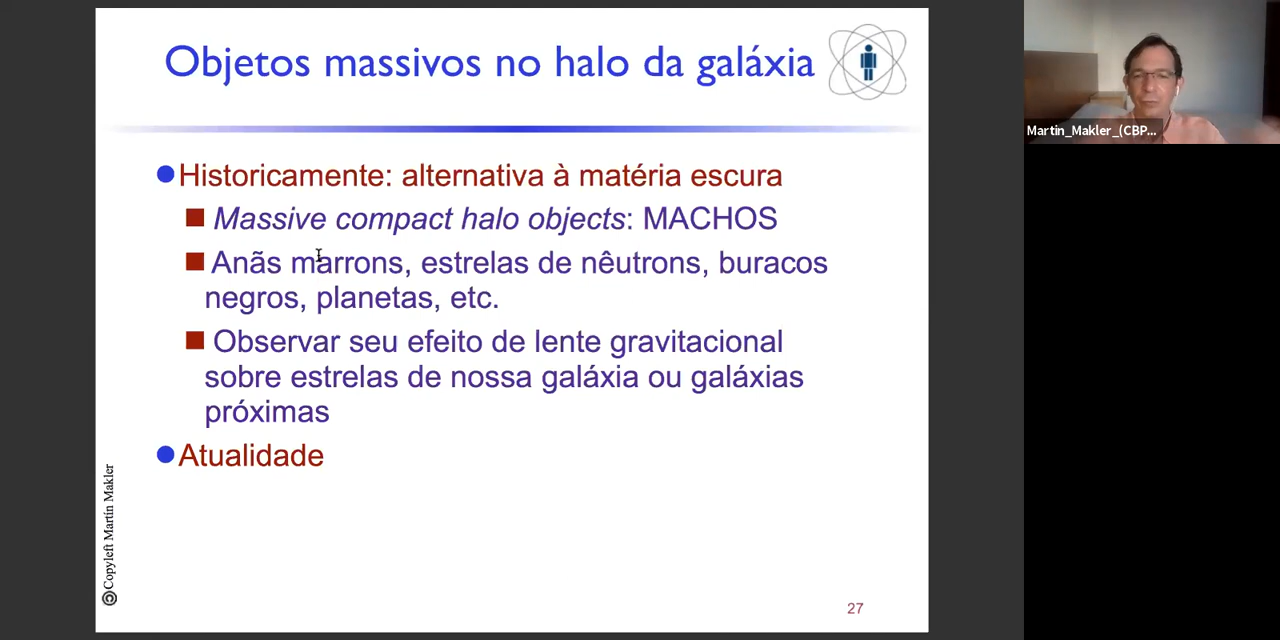 Objetos massivos no halo da galáxia
Martin_Makler_(CBP...
Historicamente: alternativa à matéria escura
Massive compact halo objects: MACHOS
Anãs marrons, estrelas de nêutrons, buracos
negros, planetas, etc.
Observar seu efeito de lente gravitacional
sobre estrelas de nossa galáxia ou galáxias
próximas
Atualidade
Copyleft Martín Makler
27